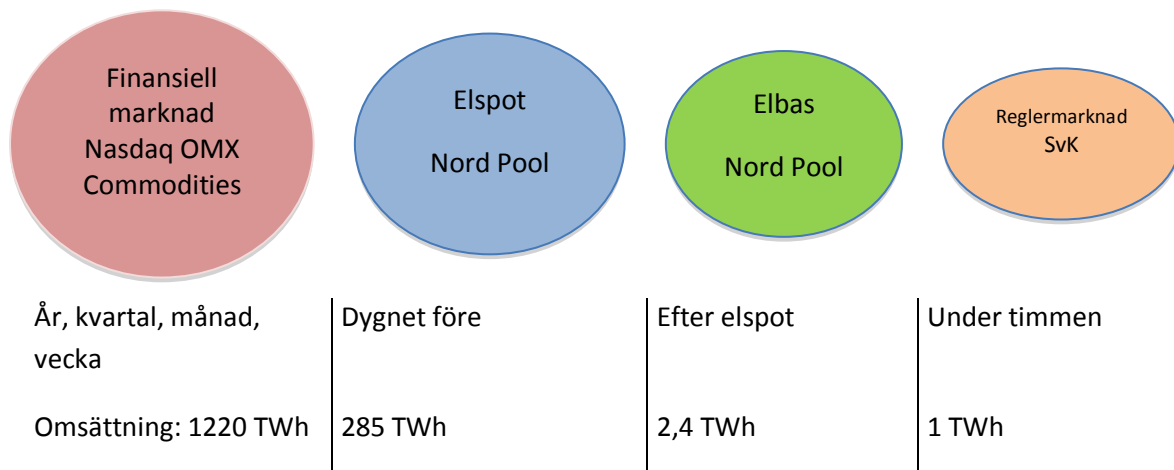 Finansiell
marknad
Nasdaq OMX
Commodities
Elspot
Nord Pool
Elbas
Nord Pool
Reglermarknad
SvK
År, kvartal, månad,
vecka
Dygnet före
Efter elspot
Under timmen
Omsättning: 1220 TWh
285 TWh
2,4 TWh
1 TWh